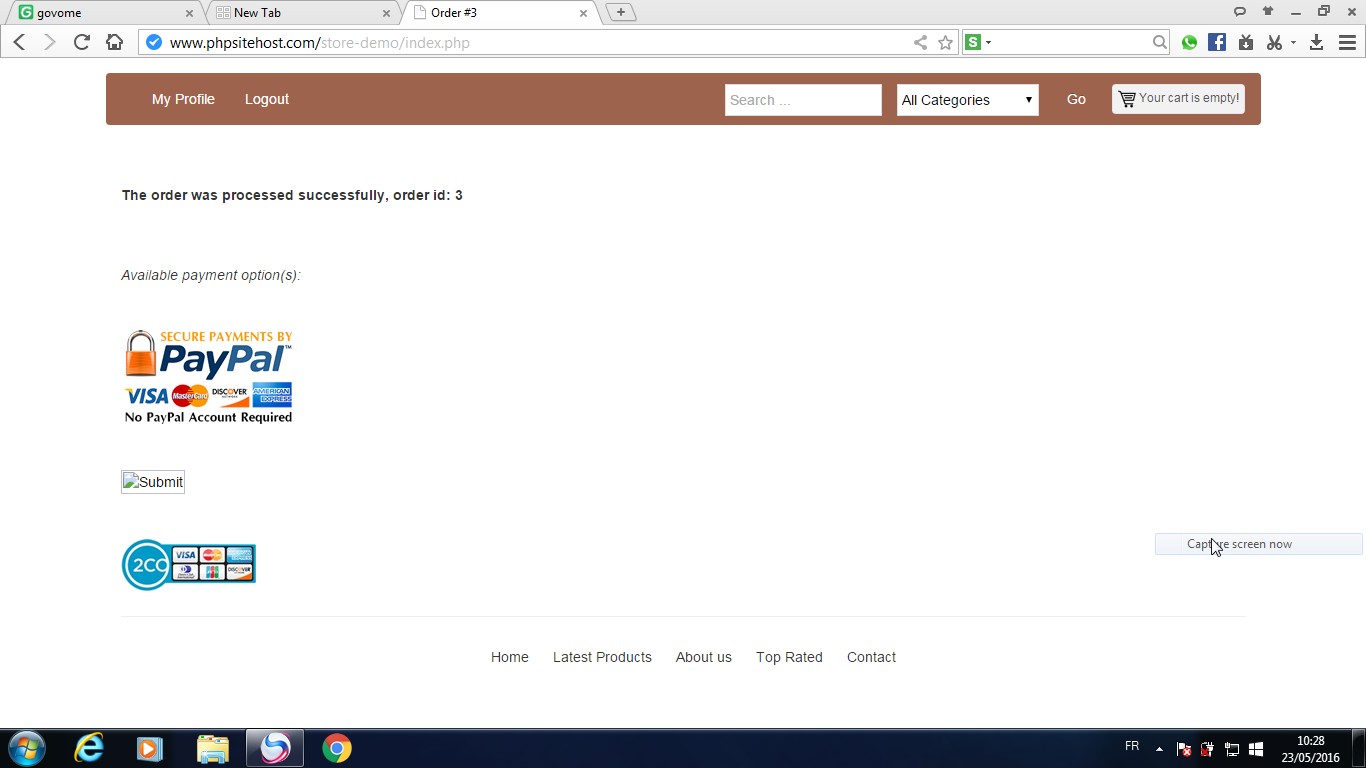 govome
New Tab
Order #3
www.phpsitehost.com/store-demo/index.php
S
My Profile
Logout
Search ...
All Categories
Go
Your cart is empty!
The order was processed successfully, order id: 3
Available payment option(s):
SECURE PAYMENTS BY
PayPal™
VISA MasterCard DISCOVER AMERICAN EXPRESS
No PayPal Account Required
Submit
2CO VISA
DISCOVER
Capture screen now
Home
Latest Products
About us
Top Rated
Contact
FR
10:28
23/05/2016